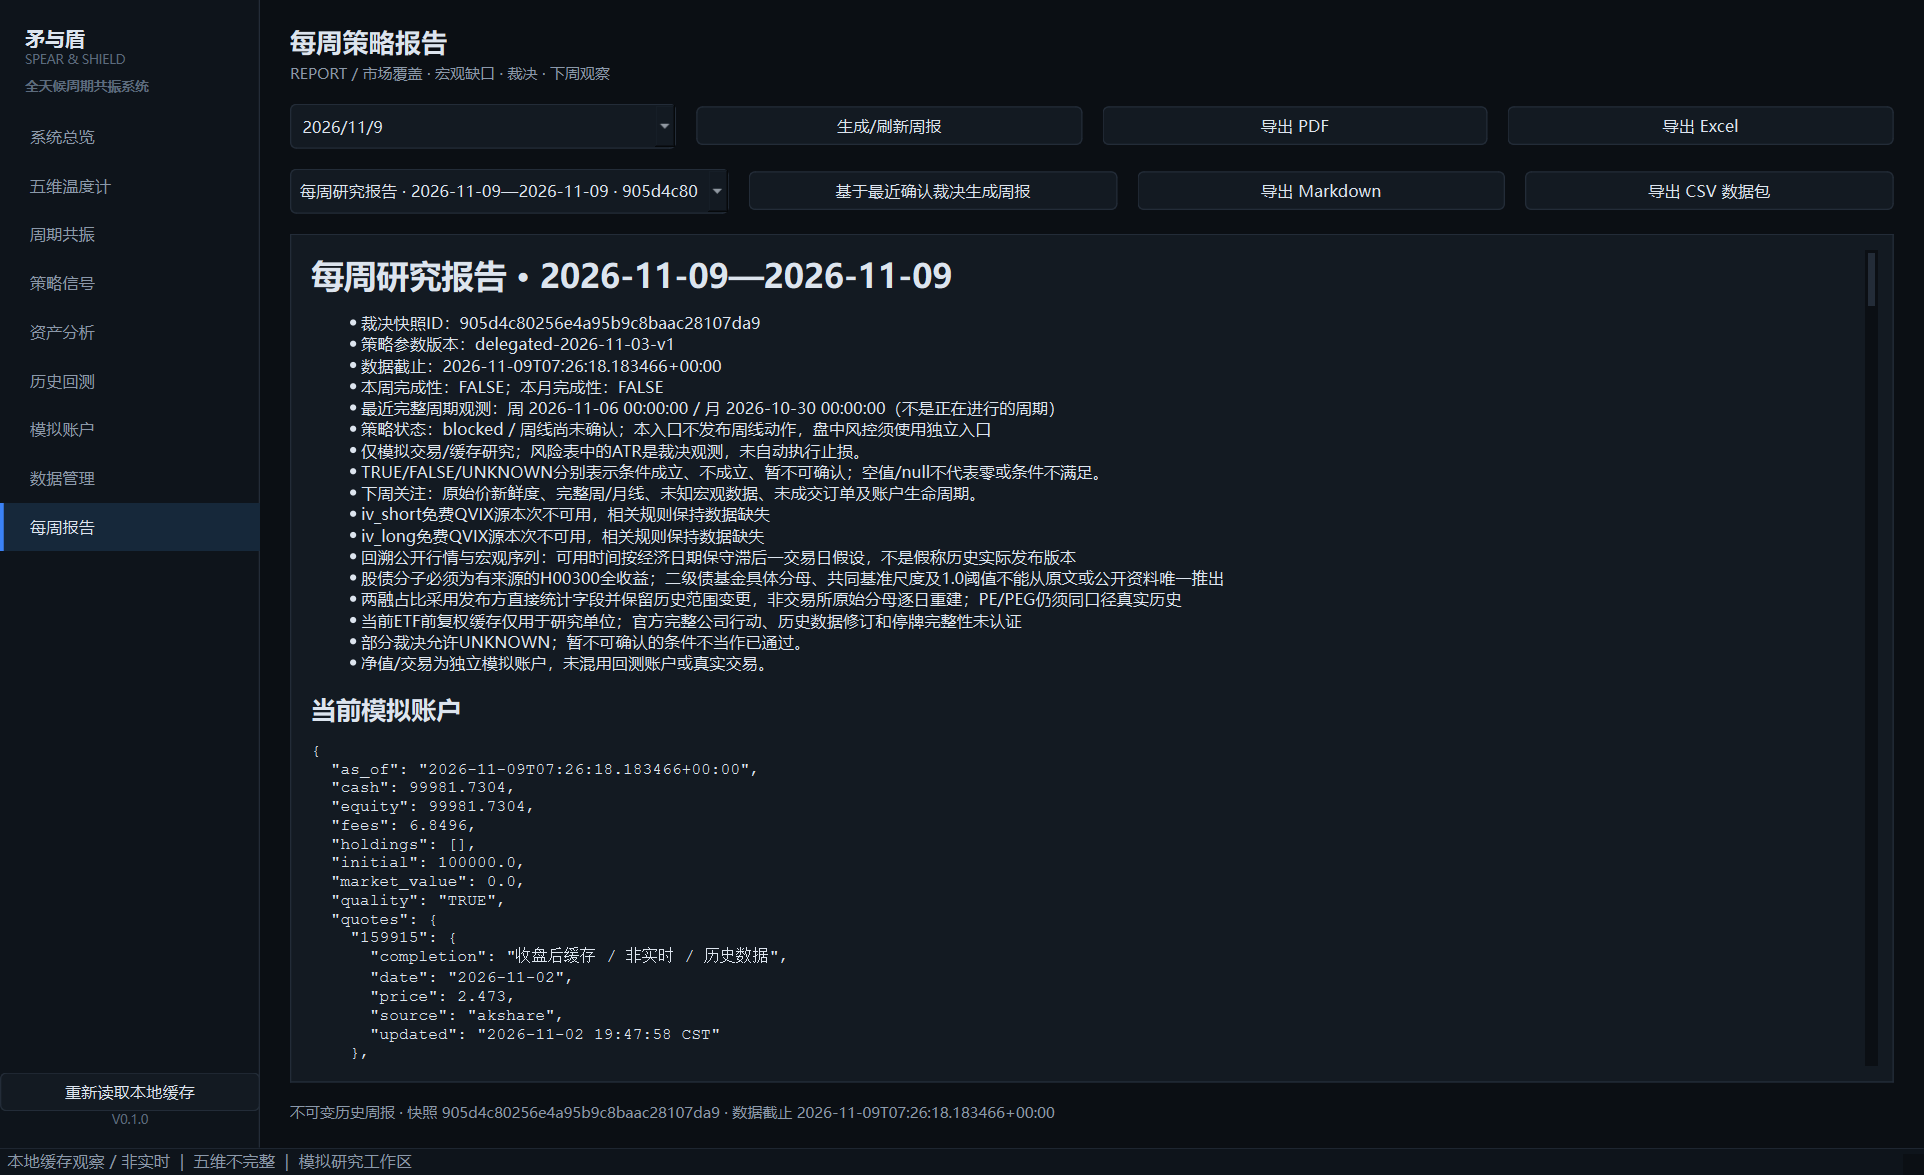 矛与盾
SPEAR & SHIELD
全天候周期共振系统
系统总览
五维温度计
周期共振
策略信号
资产分析
历史回测
模拟账户
数据管理
每周报告
重新读取本地缓存
V0.1.0
每周策略报告
REPORT / 市场覆盖 · 宏观缺口 · 裁决 · 下周观察
2026/11/9
生成/刷新周报
导出 PDF
导出 Excel
每周研究报告 · 2026-11-09—2026-11-09 · 905d4c80
基于最近确认裁决生成周报
导出 Markdown
导出 CSV 数据包
每周研究报告 • 2026-11-09—2026-11-09
• 裁决快照ID：905d4c80256e4a95b9c8baac28107da9
• 策略参数版本：delegated-2026-11-03-v1
• 数据截止：2026-11-09T07:26:18.183466+00:00
• 本周完成性：FALSE；本月完成性：FALSE
• 最近完整周期观测：周 2026-11-06 00:00:00 / 月 2026-10-30 00:00:00（不是正在进行的周期）
• 策略状态：blocked / 周线尚未确认；本入口不发布周线动作，盘中风控须使用独立入口
• 仅模拟交易/缓存研究；风险表中的ATR是裁决观测，未自动执行止损。
• TRUE/FALSE/UNKNOWN分别表示条件成立、不成立、暂不可确认；空值/null不代表零或条件不满足。
• 下周关注：原始价新鲜度、完整周/月线、未知宏观数据、未成交订单及账户生命周期。
• iv_short免费QVIX源本次不可用，相关规则保持数据缺失
• iv_long免费QVIX源本次不可用，相关规则保持数据缺失
• 回溯公开行情与宏观序列：可用时间按经济日期保守滞后一交易日假设，不是假称历史实际发布版本
• 股债分子必须为有来源的H00300全收益；二级债基金具体分母、共同基准尺度及1.0阈值不能从原文或公开资料唯一推出
• 两融占比采用发布方直接统计字段并保留历史范围变更，非交易所原始分母逐日重建；PE/PEG仍须同口径真实历史
• 当前ETF前复权缓存仅用于研究单位；官方完整公司行动、历史数据修订和停牌完整性未认证
• 部分裁决允许UNKNOWN；暂不可确认的条件不当作已通过。
• 净值/交易为独立模拟账户，未混用回测账户或真实交易。
当前模拟账户
{
"as_of": "2026-11-09T07:26:18.183466+00:00",
"cash": 99981.7304,
"equity": 99981.7304,
"fees": 6.8496,
"holdings": [],
"initial": 100000.0,
"market_value": 0.0,
"quality": "TRUE",
"quotes": {
"159915": {
"completion": "收盘后缓存 / 非实时 / 历史数据",
"date": "2026-11-02",
"price": 2.473,
"source": "akshare",
"updated": "2026-11-02 19:47:58 CST"
},
不可变历史周报 · 快照 905d4c80256e4a95b9c8baac28107da9 · 数据截止 2026-11-09T07:26:18.183466+00:00
本地缓存观察 / 非实时 | 五维不完整 | 模拟研究工作区